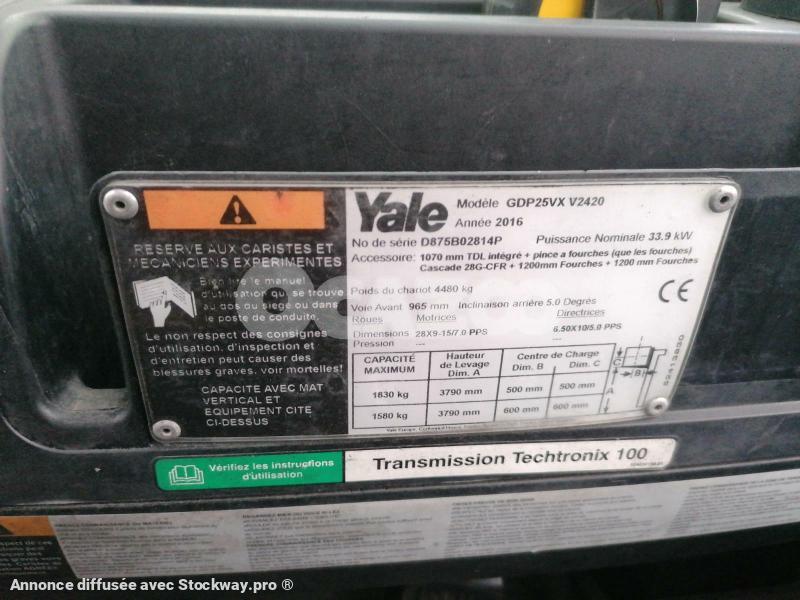 RESERVE AUX CARISTES ET
MECANICIENS EXPERIMENTES
Bien lire le manuel
d'utilisation qui se trouve
au dos du siège ou dans
le poste de conduite.
Le non respect des consignes
d'utilisation, d'inspection et
d'entretien peut causer des
blessures graves, voir mortelles!
CAPACITE AVEC MAT
VERTICAL ET
EQUIPEMENT CITE
CI-DESSUS
Yale Modèle GDP25VX V2420
Année 2016
No de série D875B02814P Puissance Nominale 33.9 kW
Accessoire: 1070 mm TDL intégré + pince a fourches (que les fourches)
Cascade 28G-CFR + 1200mm Fourches + 1200 mm Fourches
Poids du chariot 4480 kg
CE
Voie Avant 965 mm Inclinaison arrière 5.0 Degrés
Roues Motrices Directrices
Dimensions 28X9-15/7.0 PPS 6.50X10/5.0 PPS
Pression --- ---
CAPACITÉ MAXIMUM Hauteur de Levage Dim. A Centre de Charge Dim. B Dim. C
1830 kg 3790 mm 500 mm 500 mm
1580 kg 3790 mm 600 mm 600 mm
C
B
A
Yale Europe,
Vérifiez les instructions
d'utilisation
Transmission Techtronix 100
Annonce diffusée avec Stockway.pro ®